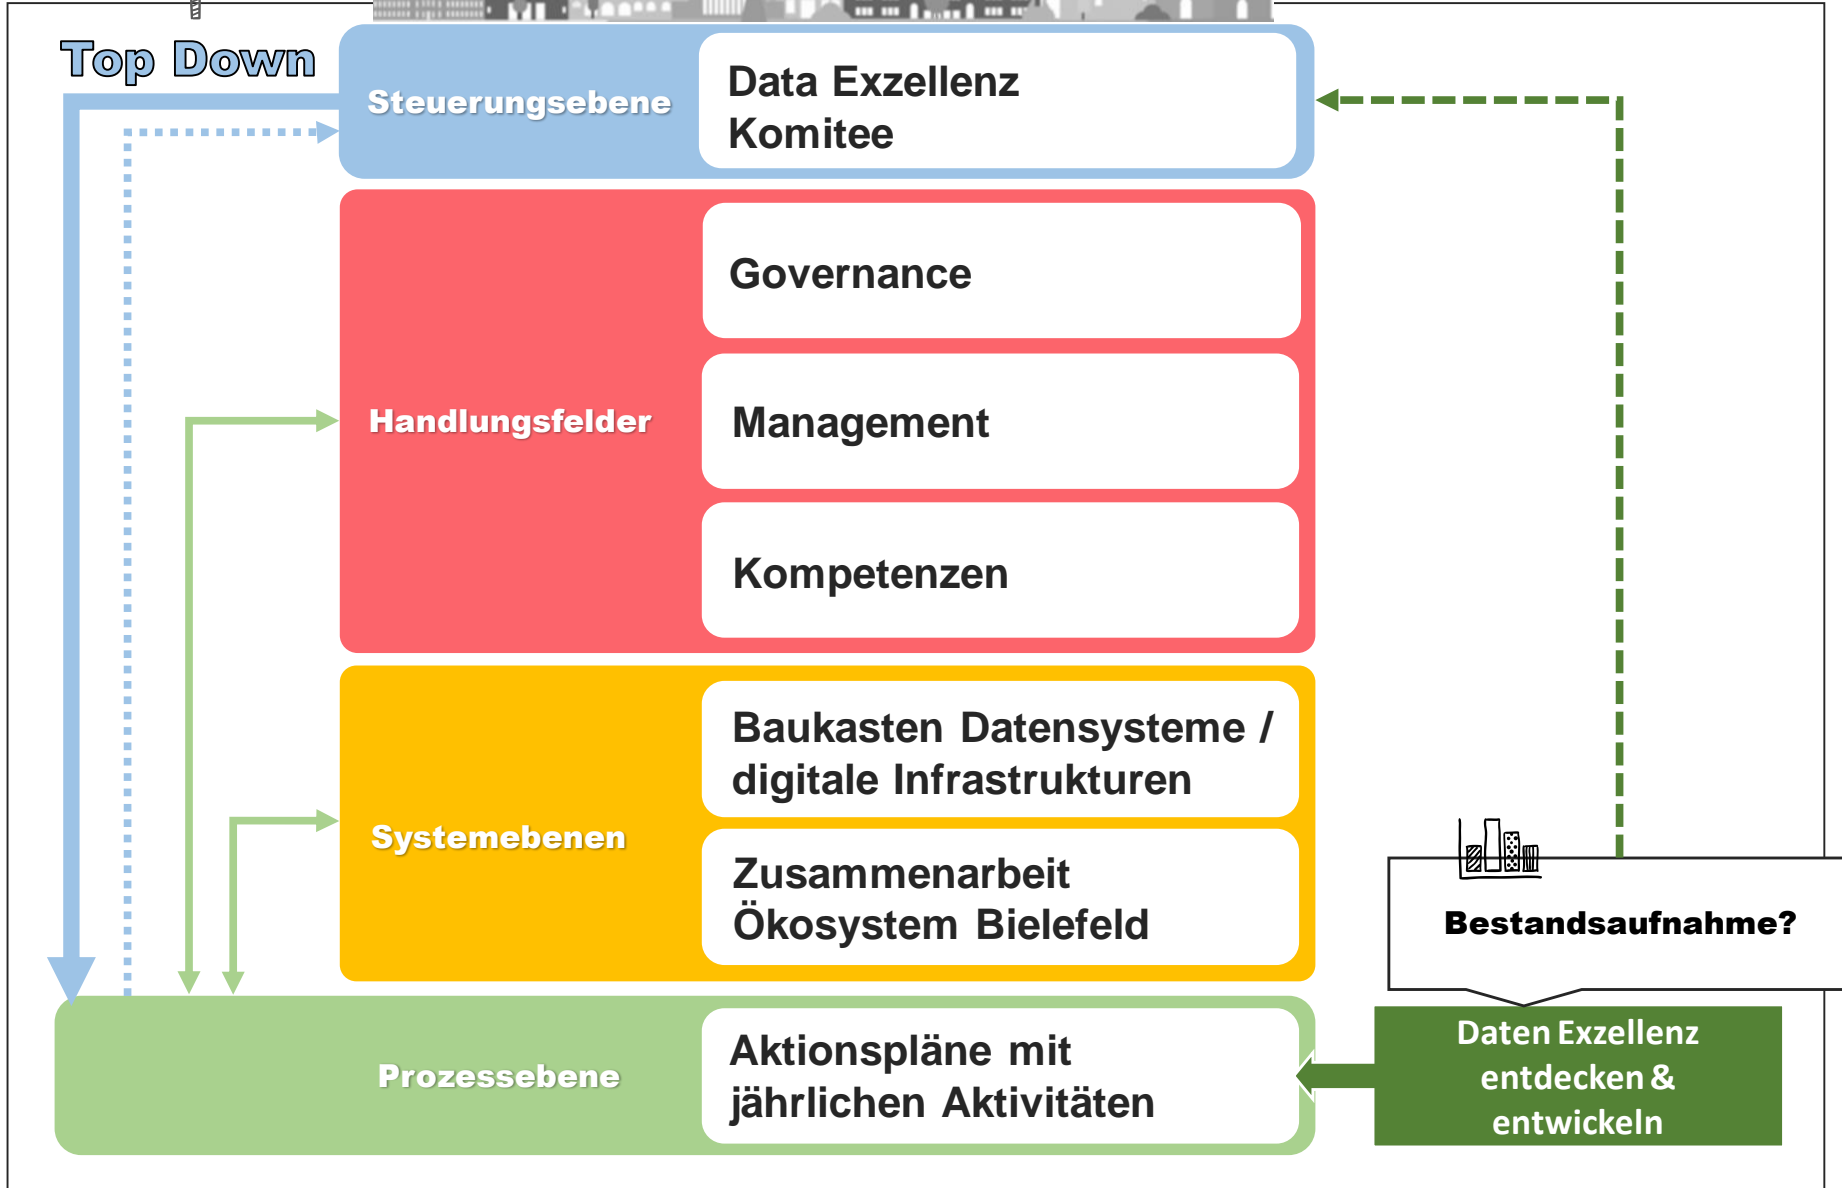 Top Down
Steuerungsebene
Data Exzellenz
Komitee
Handlungsfelder
Governance
Management
Kompetenzen
Systemebenen
Baukasten Datensysteme /
digitale Infrastrukturen
Zusammenarbeit
Ökosystem Bielefeld
Bestandsaufnahme?
Prozessebene
Aktionspläne mit
jährlichen Aktivitäten
Daten Exzellenz
entdecken &
entwickeln